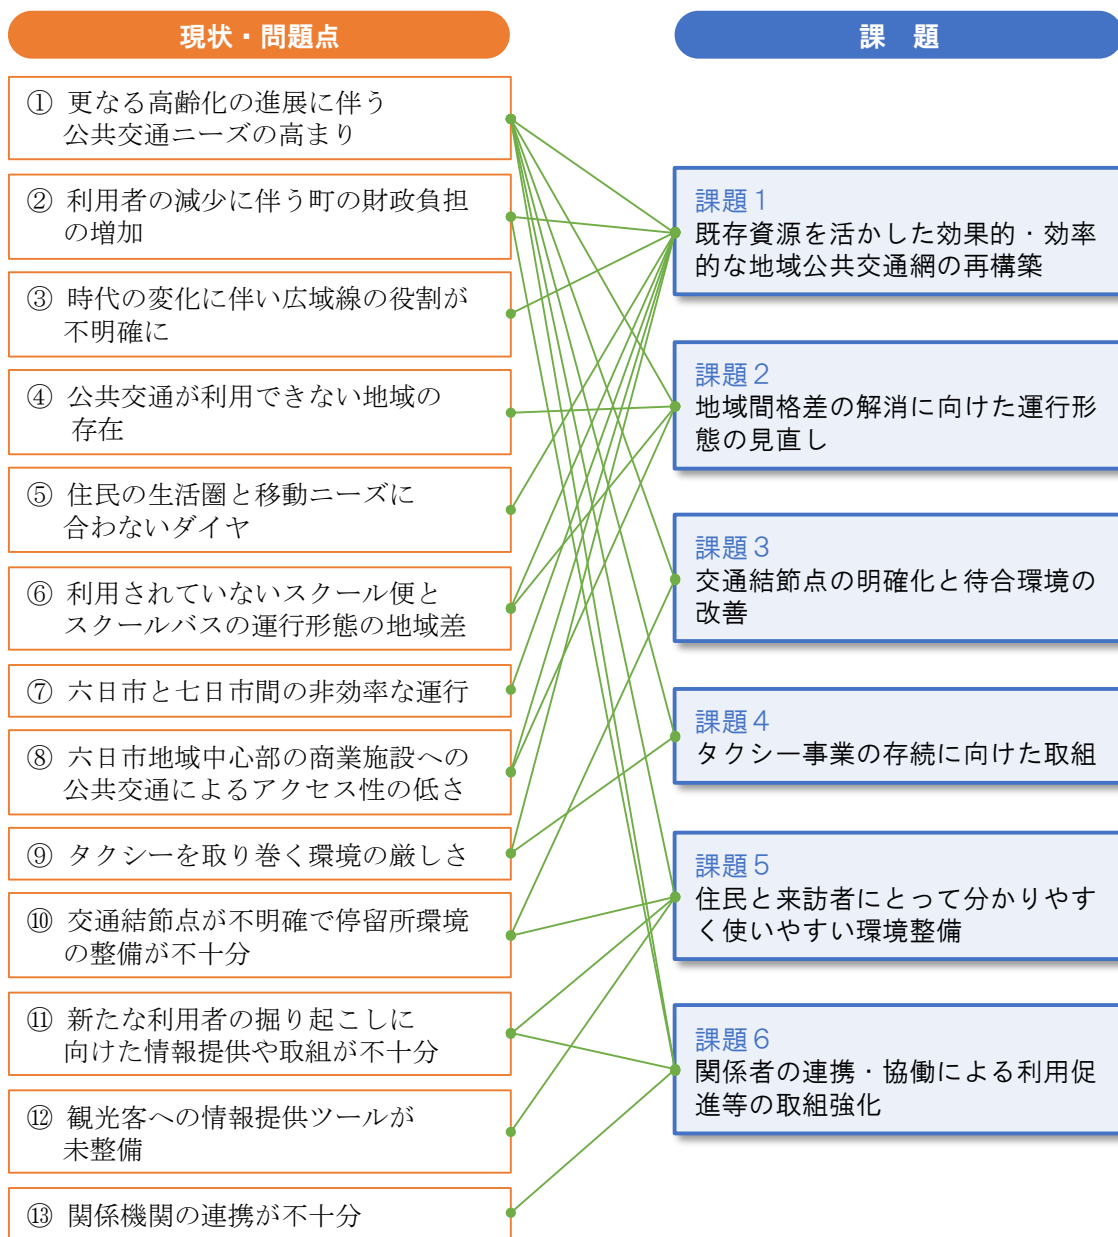 現状・問題点
① 更なる高齢化の進展に伴う
公共交通ニーズの高まり
② 利用者の減少に伴う町の財政負担
の増加
③ 時代の変化に伴い広域線の役割が
不明確に
④ 公共交通が利用できない地域の
存在
⑤ 住民の生活圏と移動ニーズに
合わないダイヤ
⑥ 利用されていないスクール便と
スクールバスの運行形態の地域差
⑦ 六日市と七日市間の非効率な運行
⑧ 六日市地域中心部の商業施設への
公共交通によるアクセス性の低さ
⑨ タクシーを取り巻く環境の厳しさ
⑩ 交通結節点が不明確で停留所環境
の整備が不十分
⑪ 新たな利用者の掘り起こしに
向けた情報提供や取組が不十分
⑫ 観光客への情報提供ツールが
未整備
⑬ 関係機関の連携が不十分
課 題
課題1
既存資源を活かした効果的・効率
的な地域公共交通網の再構築
課題2
地域間格差の解消に向けた運行形
態の見直し
課題3
交通結節点の明確化と待合環境の
改善
課題4
タクシー事業の存続に向けた取組
課題5
住民と来訪者にとって分かりやす
く使いやすい環境整備
課題6
関係者の連携・協働による利用促
進等の取組強化